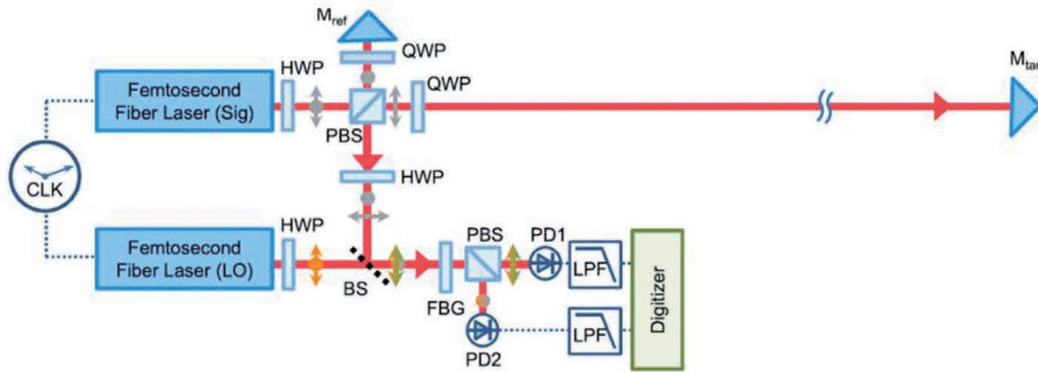 M_ref
QWP
HWP
QWP
M_tar
Femtosecond
Fiber Laser (Sig)
PBS
CLK
HWP
HWP
PBS
PD1
Femtosecond
Fiber Laser (LO)
LPF
BS
FBG
Digitizer
LPF
PD2